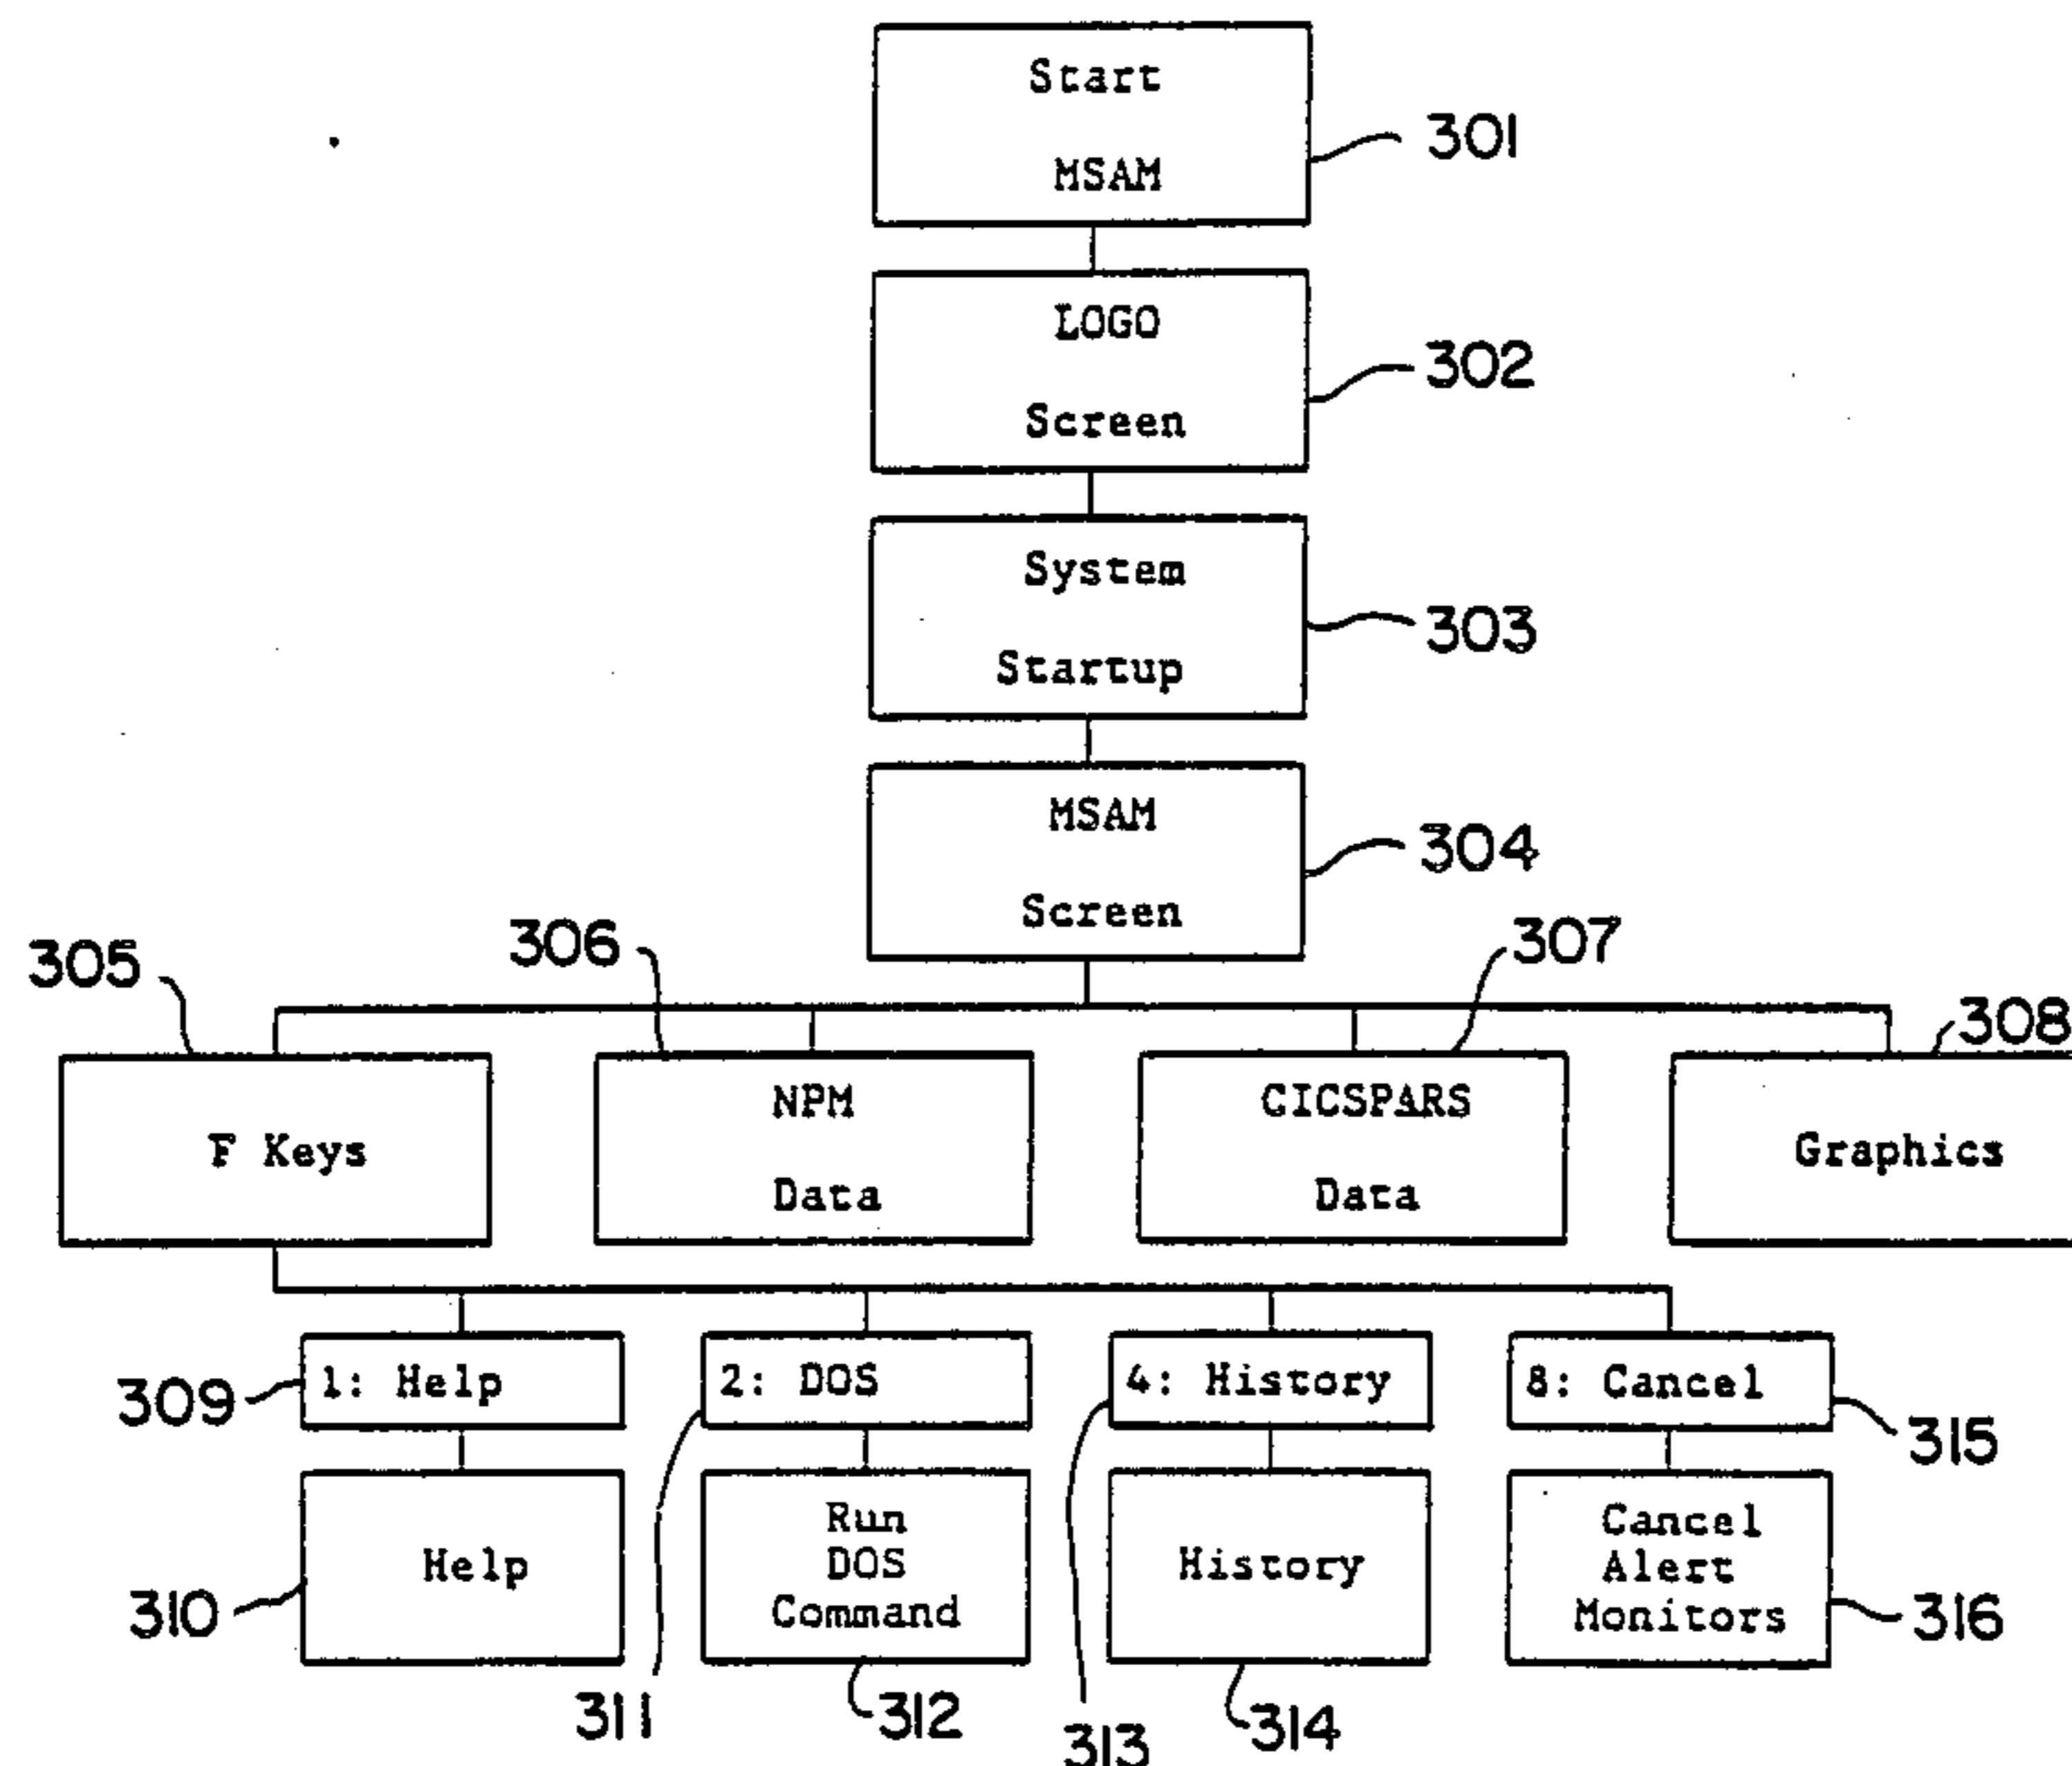 Start
MSAM
301
LOGO
Screen
302
System
Startup
303
MSAM
Screen
304
305
306
307
308
F Keys
NPM
Data
CICSPARS
Data
Graphics
309
1: Help
2: DOS
4: History
8: Cancel
315
310
Help
Run
DOS
Command
History
Cancel
Alert
Monitors
316
311
312
313
314